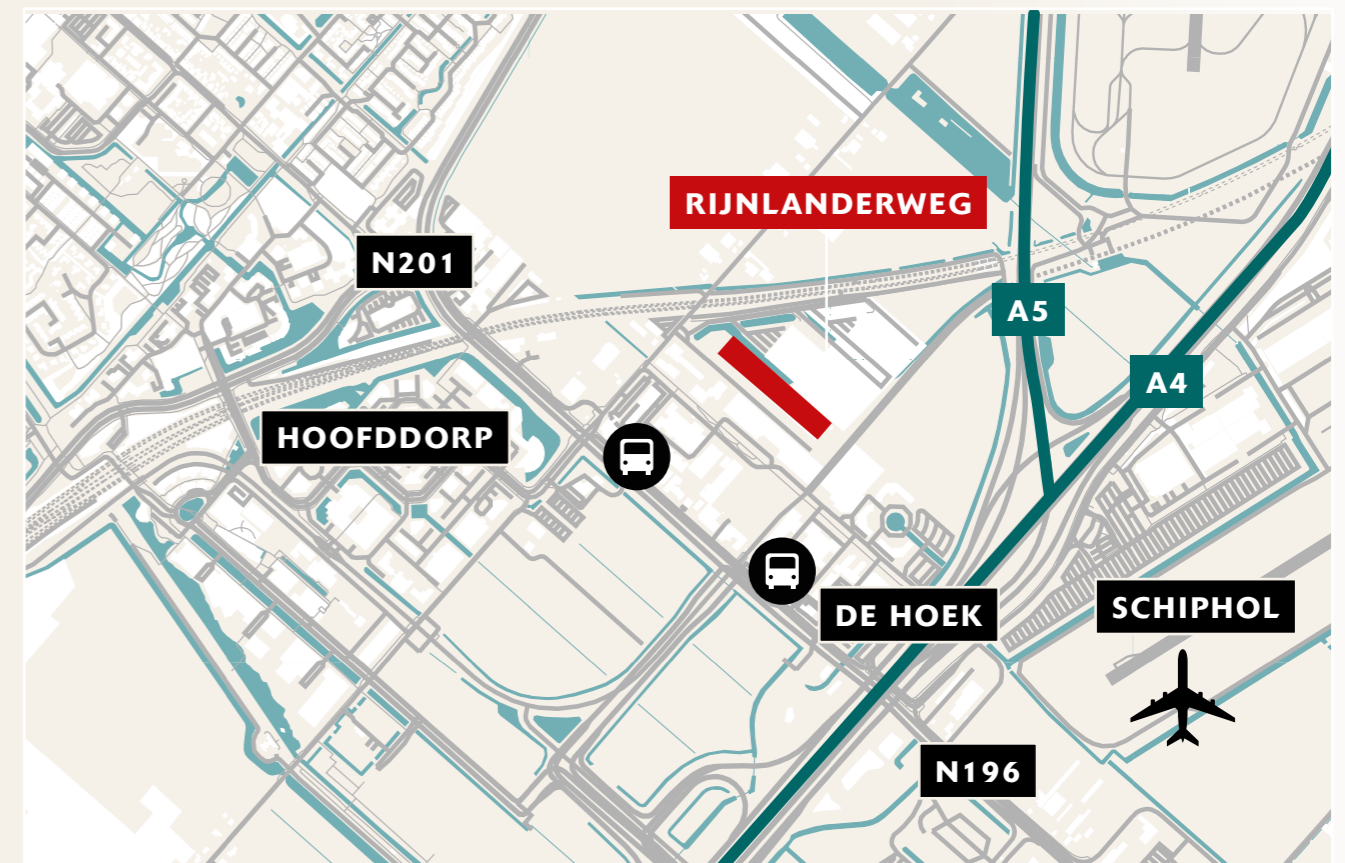 RIJNLANDERWEG
N201
A5
A4
HOOFDDORP
DE HOEK
SCHIPHOL
N196